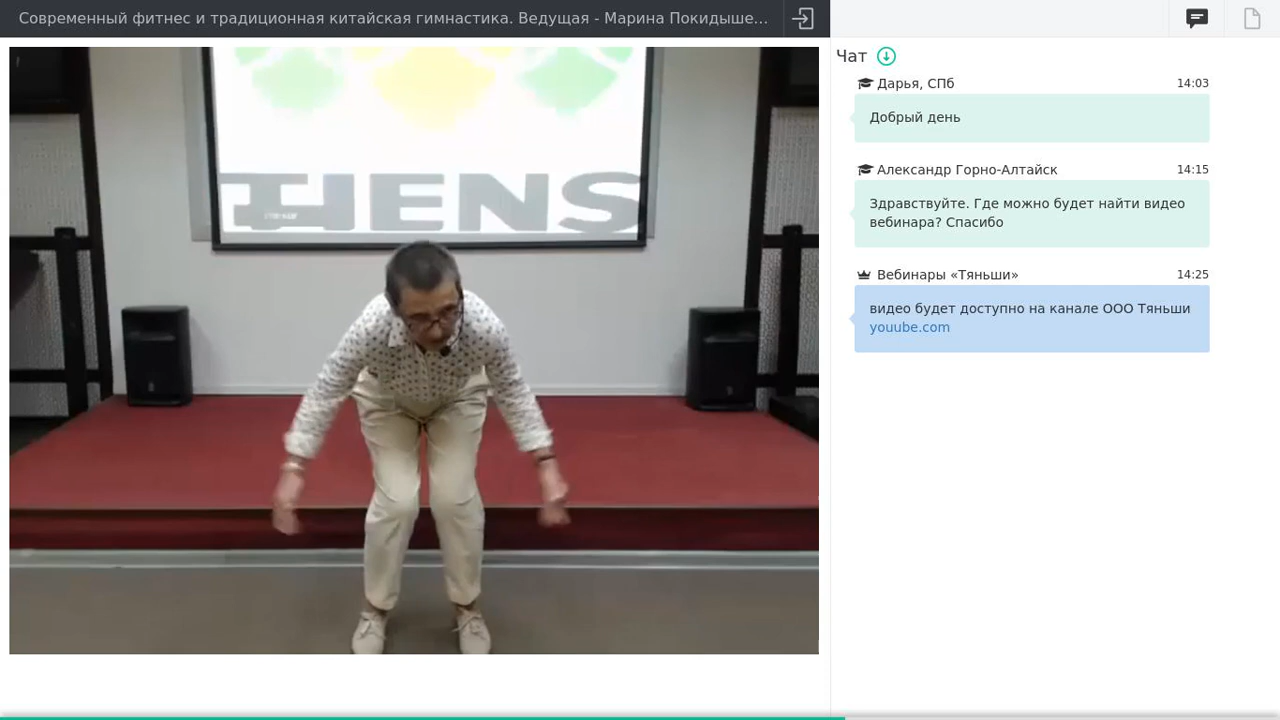 Современный фитнес и традиционная китайская гимнастика. Ведущая - Марина Покидыше...
Чат
Дарья, СПб 14:03
Добрый день
Александр Горно-Алтайск 14:15
Здравствуйте. Где можно будет найти видео
вебинара? Спасибо
Вебинары «Тяньши» 14:25
видео будет доступно на канале ООО Тяньши
youube.com
TIENS